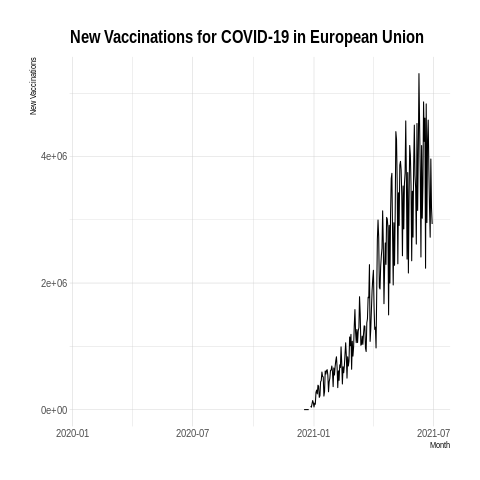 New Vaccinations for COVID-19 in European Union
New Vaccinations
4e+06
2e+06
0e+00
2020-01
2020-07
2021-01
2021-07
Month